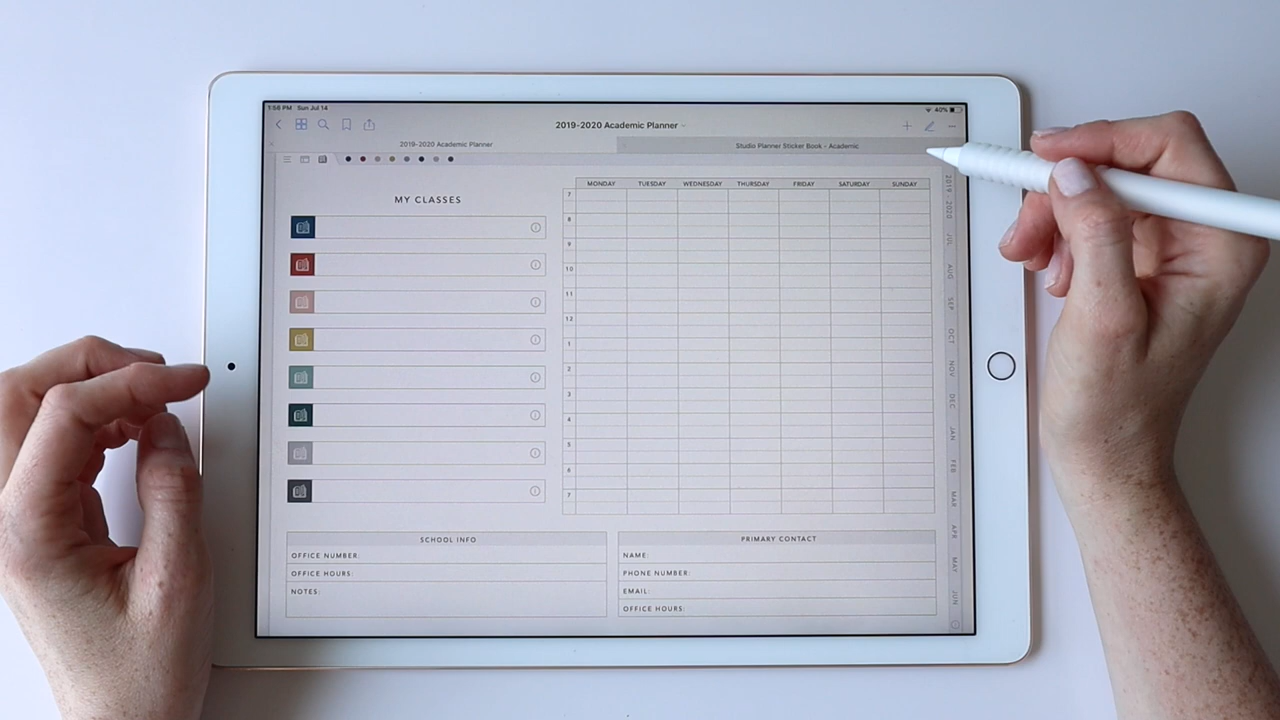 1:56 PM Sun Jul 14
40%
2019-2020 Academic Planner
2019-2020 Academic Planner
Studio Planner Sticker Book - Academic
MY CLASSES
MONDAY TUESDAY WEDNESDAY THURSDAY FRIDAY SATURDAY SUNDAY
7
8
9
10
11
12
1
2
3
4
5
6
7
SCHOOL INFO
OFFICE NUMBER:
OFFICE HOURS:
NOTES:
PRIMARY CONTACT
NAME:
PHONE NUMBER:
EMAIL:
OFFICE HOURS:
2019 - 2020
JUL
AUG
SEP
OCT
NOV
DEC
JAN
FEB
MAR
APR
MAY
JUN